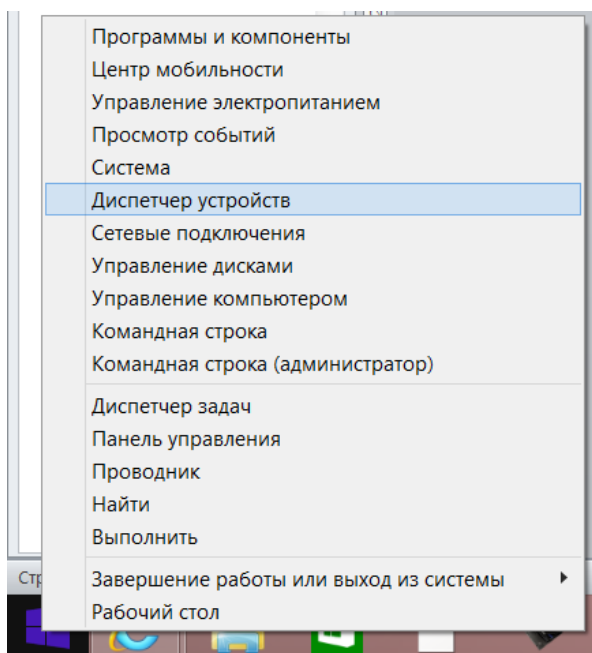 Программы и компоненты
Центр мобильности
Управление электропитанием
Просмотр событий
Система
Диспетчер устройств
Сетевые подключения
Управление дисками
Управление компьютером
Командная строка
Командная строка (администратор)
Диспетчер задач
Панель управления
Проводник
Найти
Выполнить
Завершение работы или выход из системы
Рабочий стол